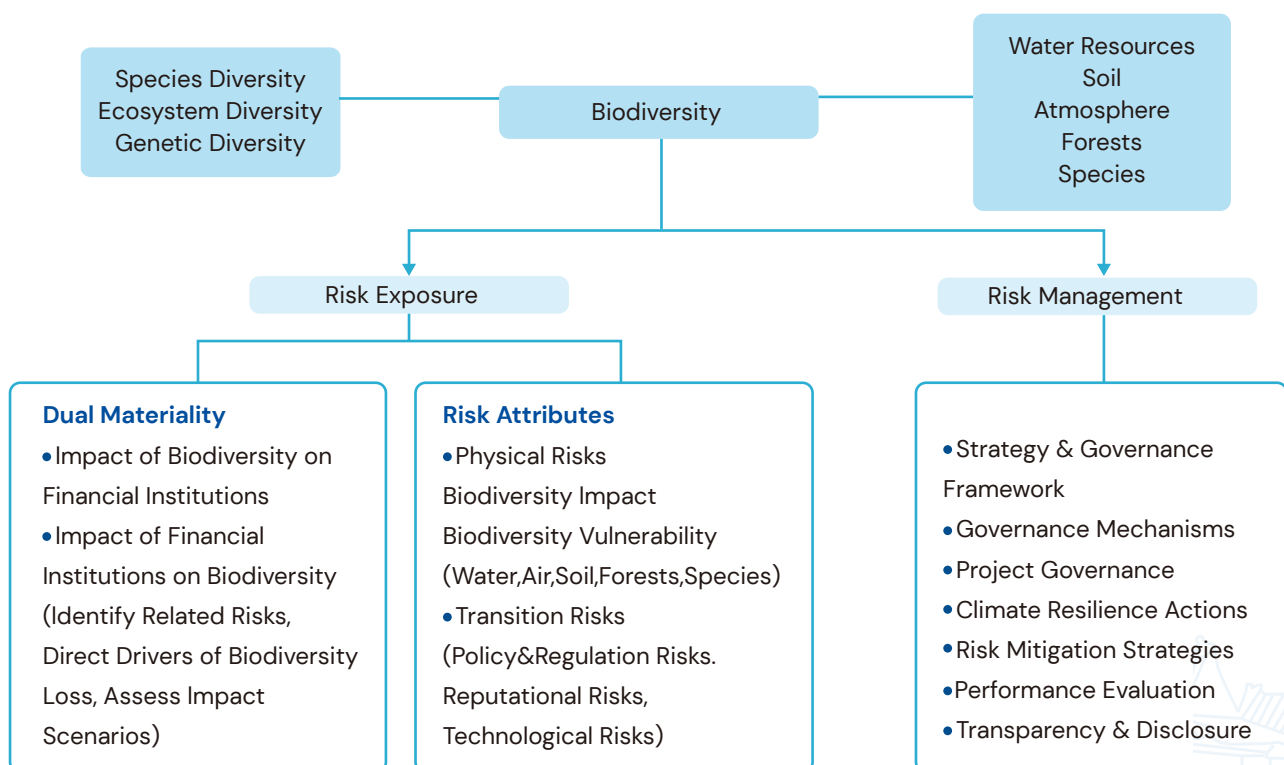 Species Diversity
Ecosystem Diversity
Genetic Diversity
Biodiversity
Water Resources
Soil
Atmosphere
Forests
Species
Risk Exposure
Risk Management
Dual Materiality
•Impact of Biodiversity on
Financial Institutions
•Impact of Financial
Institutions on Biodiversity
(Identify Related Risks,
Direct Drivers of Biodiversity
Loss, Assess Impact
Scenarios)
Risk Attributes
•Physical Risks
Biodiversity Impact
Biodiversity Vulnerability
(Water,Air,Soil,Forests,Species)
•Transition Risks
(Policy&Regulation Risks.
Reputational Risks,
Technological Risks)
•Strategy & Governance
Framework
•Governance Mechanisms
•Project Governance
•Climate Resilience Actions
•Risk Mitigation Strategies
•Performance Evaluation
•Transparency & Disclosure